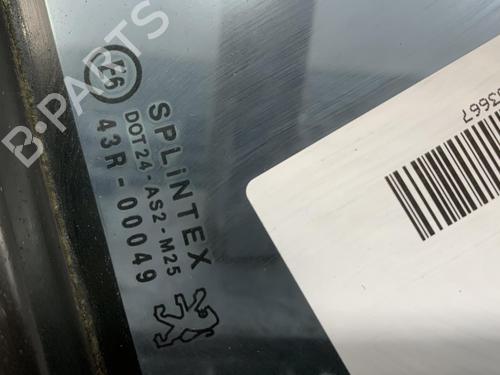 B-PARTS
E6
SPLiNTEX
DOT24-AS2-M25
43R-00049